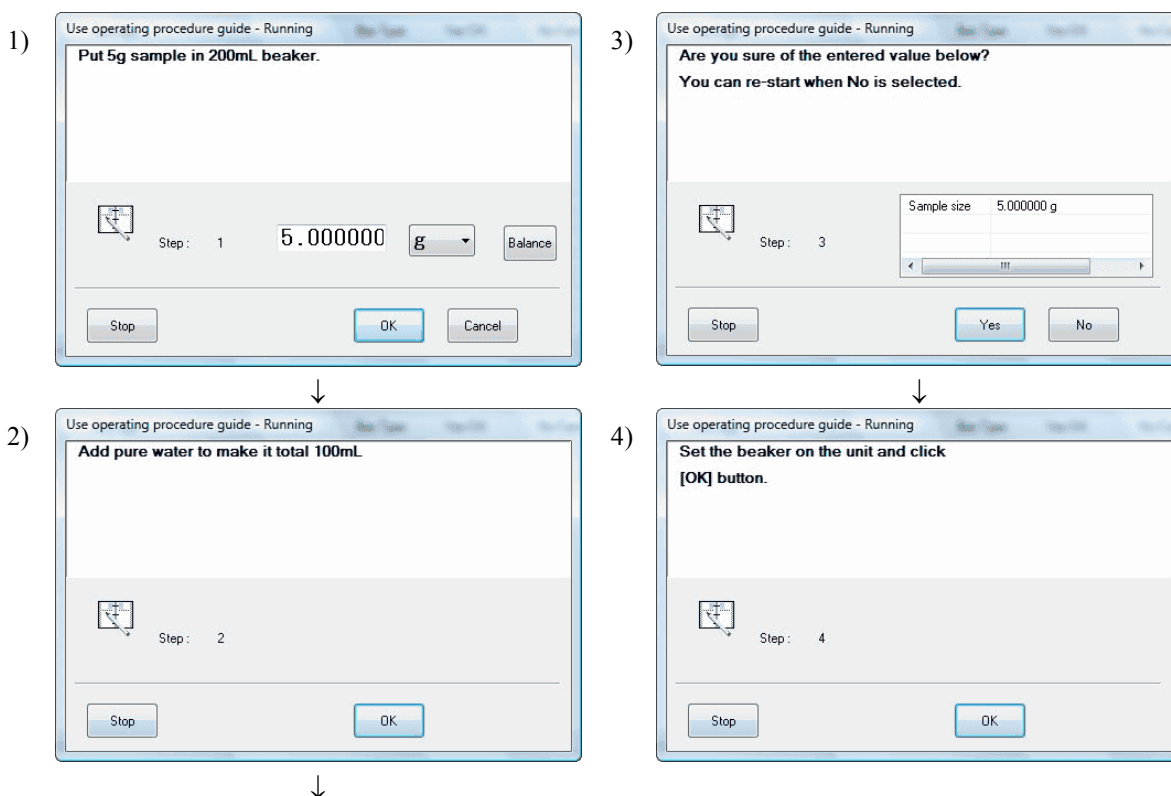 1)
Use operating procedure guide - Running
Put 5g sample in 200mL beaker.
Step : 1
5.000000
g
Balance
Stop
OK
Cancel
↓
2)
Use operating procedure guide - Running
Add pure water to make it total 100mL
Step : 2
Stop
OK
↓
3)
Use operating procedure guide - Running
Are you sure of the entered value below?
You can re-start when No is selected.
Sample size 5.000000 g
Step : 3
Stop
Yes
No
↓
4)
Use operating procedure guide - Running
Set the beaker on the unit and click
[OK] button.
Step : 4
Stop
OK